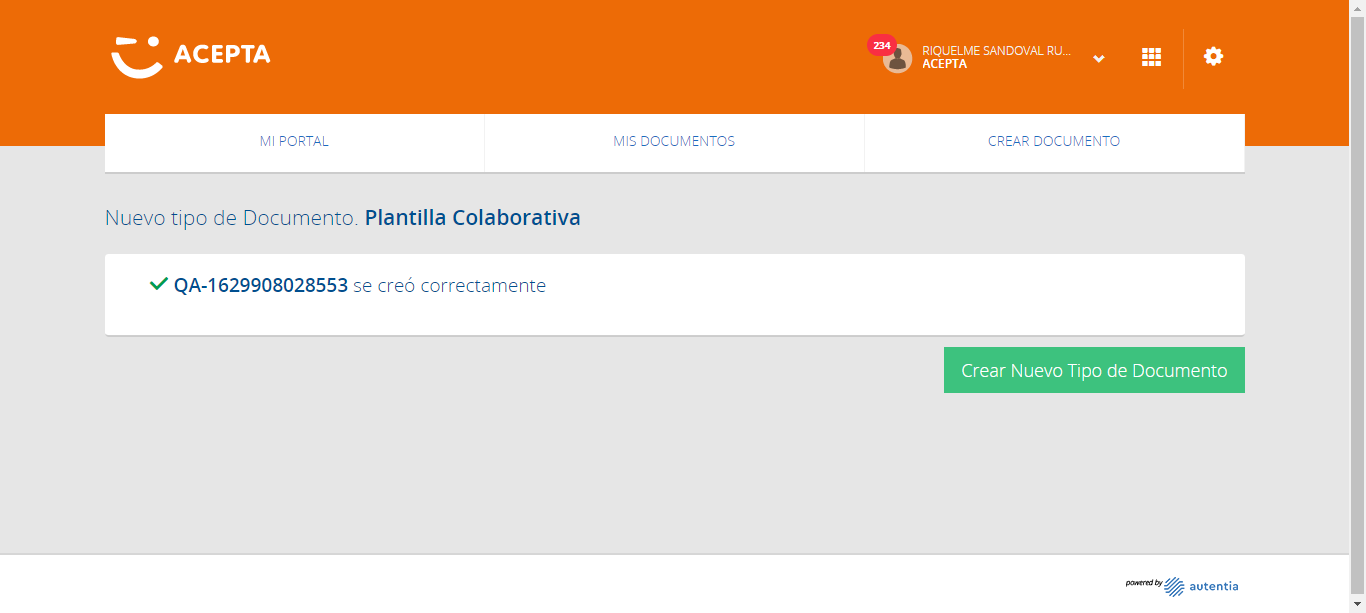 ACEPTA
234
RIQUELME SANDOVAL RU...
ACEPTA
MI PORTAL
MIS DOCUMENTOS
CREAR DOCUMENTO
Nuevo tipo de Documento. Plantilla Colaborativa
QA-1629908028553 se creó correctamente
Crear Nuevo Tipo de Documento
powered by autentia